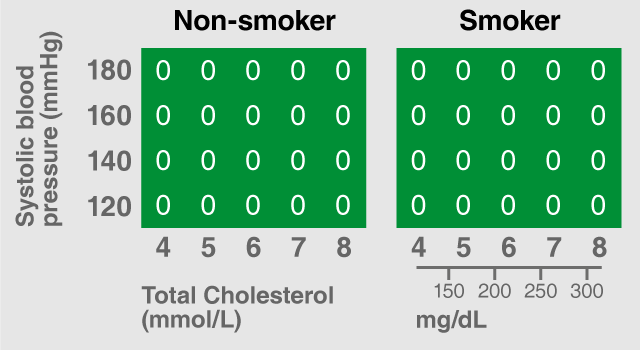 Non-smoker Smoker
Systolic blood
pressure (mmHg)
180 0 0 0 0 0 0 0 0 0 0
160 0 0 0 0 0 0 0 0 0 0
140 0 0 0 0 0 0 0 0 0 0
120 0 0 0 0 0 0 0 0 0 0
4 5 6 7 8 4 5 6 7 8
150 200 250 300
Total Cholesterol
(mmol/L) mg/dL